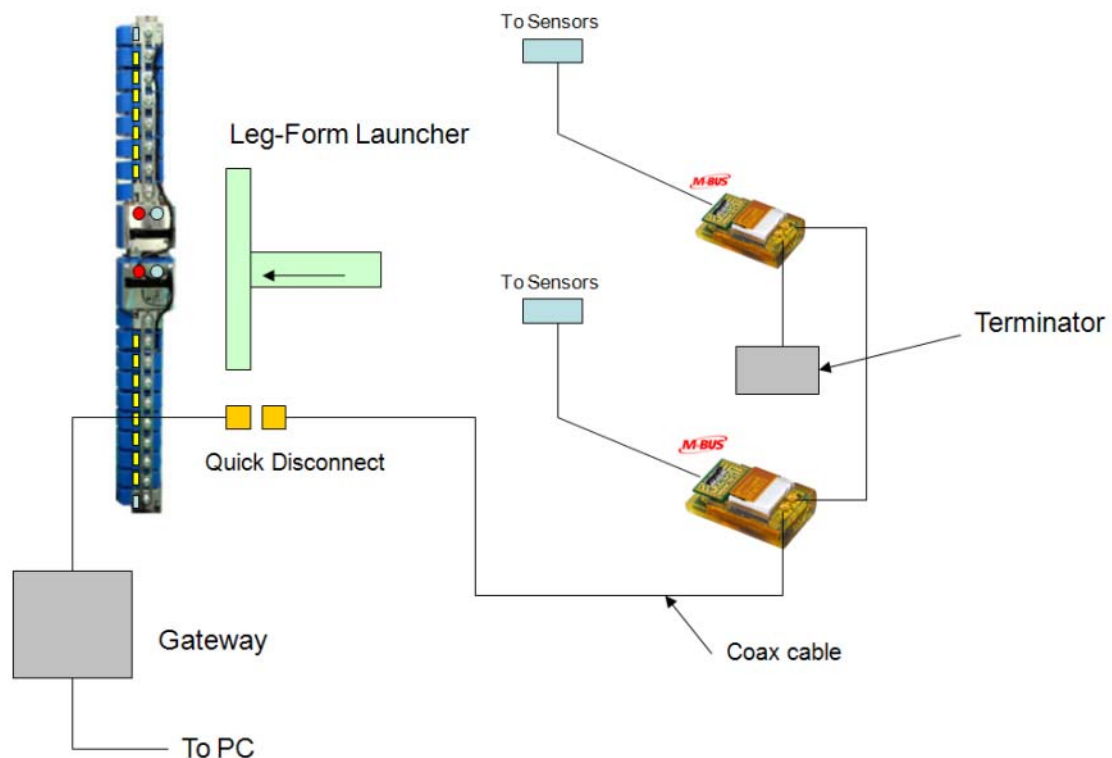 To Sensors
Leg-Form Launcher
M-BUS
To Sensors
Terminator
M-BUS
Quick Disconnect
Gateway
Coax cable
To PC